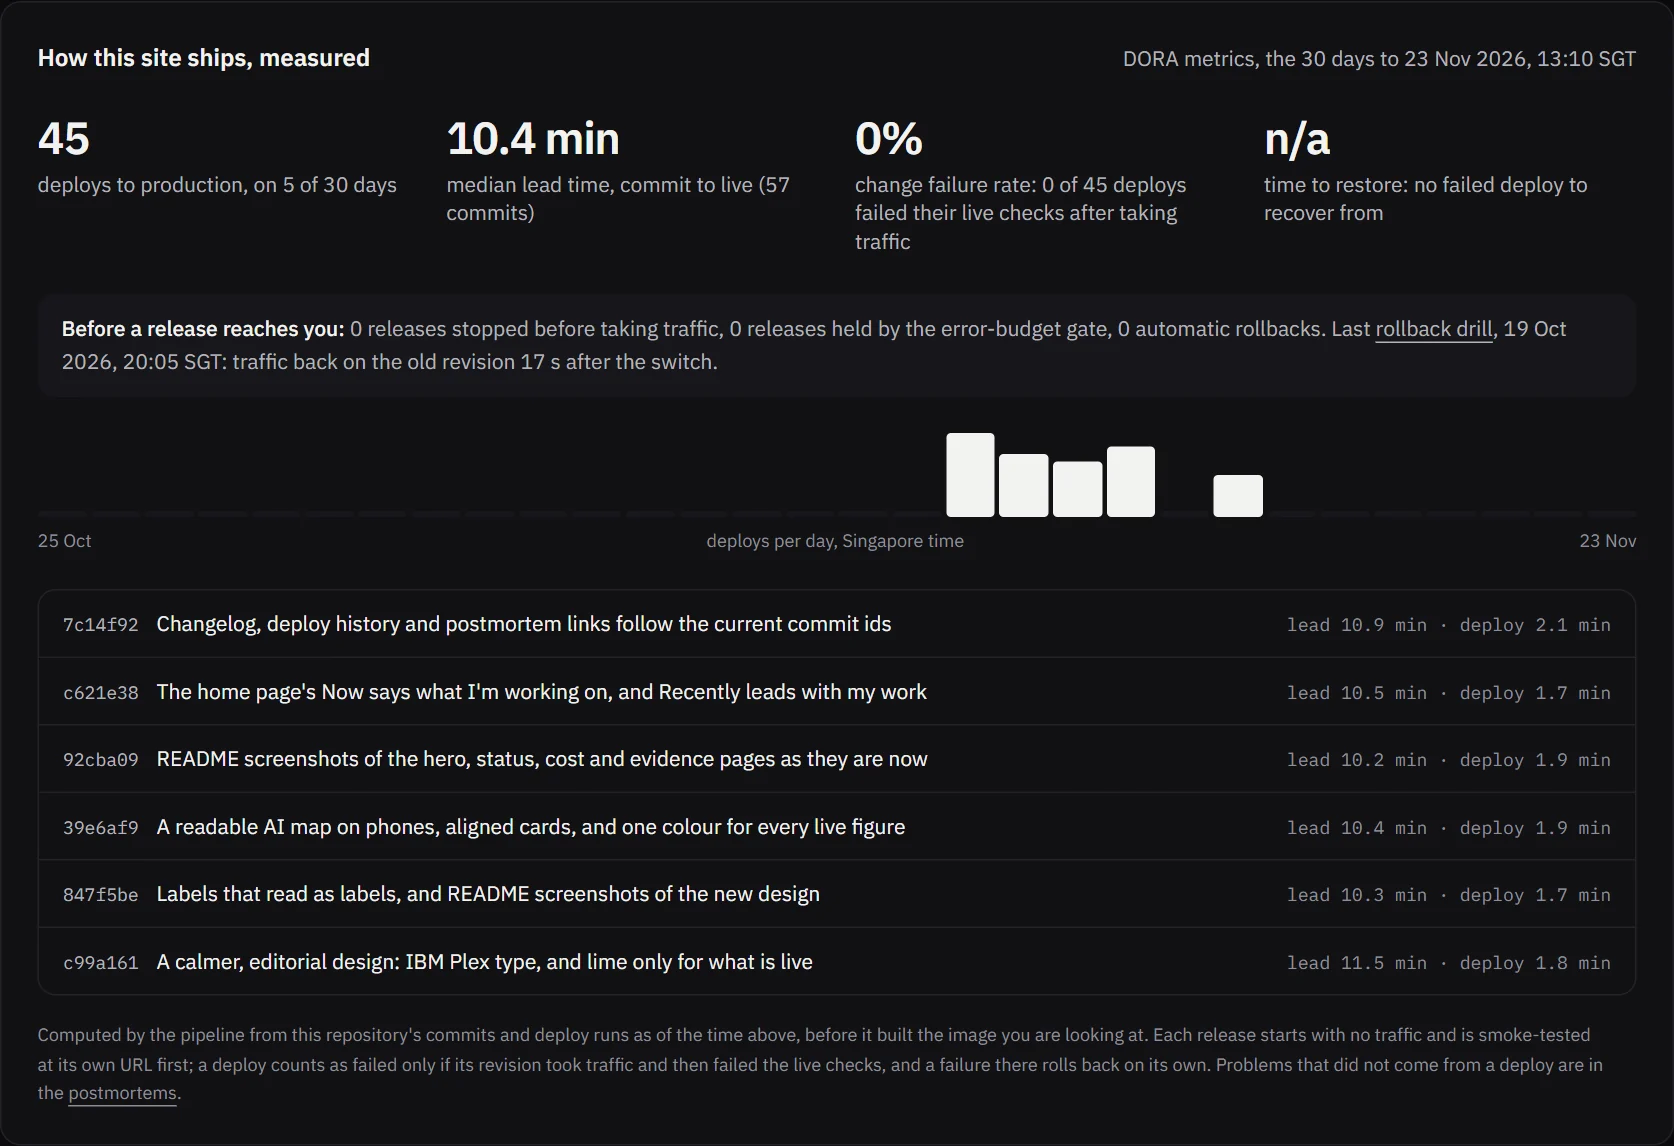 How this site ships, measured
DORA metrics, the 30 days to 23 Nov 2026, 13:10 SGT
45
deploys to production, on 5 of 30 days
10.4 min
median lead time, commit to live (57
commits)
0%
change failure rate: 0 of 45 deploys
failed their live checks after taking
traffic
n/a
time to restore: no failed deploy to
recover from
Before a release reaches you: 0 releases stopped before taking traffic, 0 releases held by the error-budget gate, 0 automatic rollbacks. Last rollback drill, 19 Oct
2026, 20:05 SGT: traffic back on the old revision 17 s after the switch.
25 Oct
deploys per day, Singapore time
23 Nov
7c14f92 Changelog, deploy history and postmortem links follow the current commit ids lead 10.9 min · deploy 2.1 min
c621e38 The home page's Now says what I'm working on, and Recently leads with my work lead 10.5 min · deploy 1.7 min
92cba09 README screenshots of the hero, status, cost and evidence pages as they are now lead 10.2 min · deploy 1.9 min
39e6af9 A readable AI map on phones, aligned cards, and one colour for every live figure lead 10.4 min · deploy 1.9 min
847f5be Labels that read as labels, and README screenshots of the new design lead 10.3 min · deploy 1.7 min
c99a161 A calmer, editorial design: IBM Plex type, and lime only for what is live lead 11.5 min · deploy 1.8 min
Computed by the pipeline from this repository's commits and deploy runs as of the time above, before it built the image you are looking at. Each release starts with no traffic and is smoke-tested
at its own URL first; a deploy counts as failed only if its revision took traffic and then failed the live checks, and a failure there rolls back on its own. Problems that did not come from a deploy are in
the postmortems.